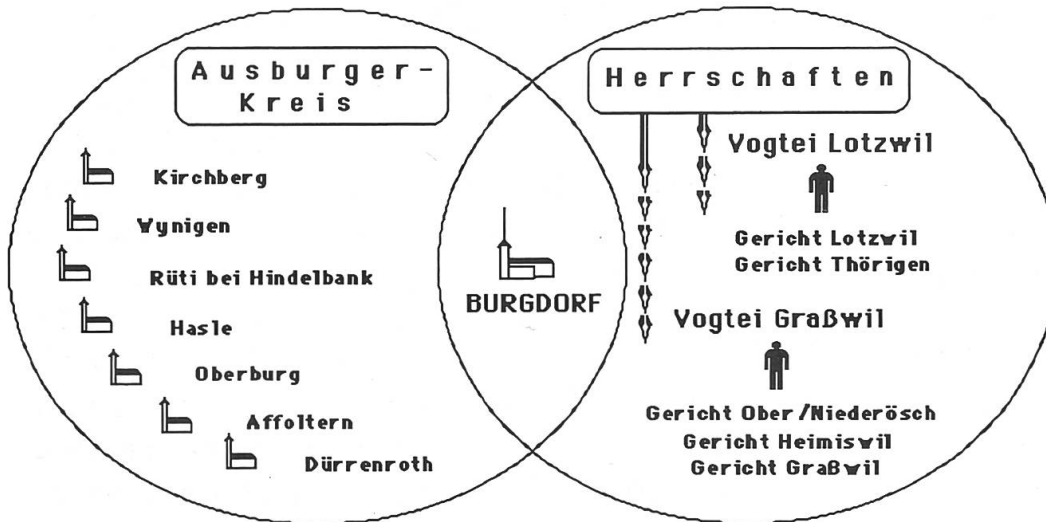 Ausburger-
Kreis
Kirchberg
Wynigen
Rüti bei Hindelbank
Hasle
Oberburg
Affoltern
Dürrenroth
BURGDORF
Herrschaften
Vogtei Lotzwil
Gericht Lotzwil
Gericht Thörigen
Vogtei Graßwil
Gericht Ober/Niederösch
Gericht Heimiswil
Gericht Graßwil